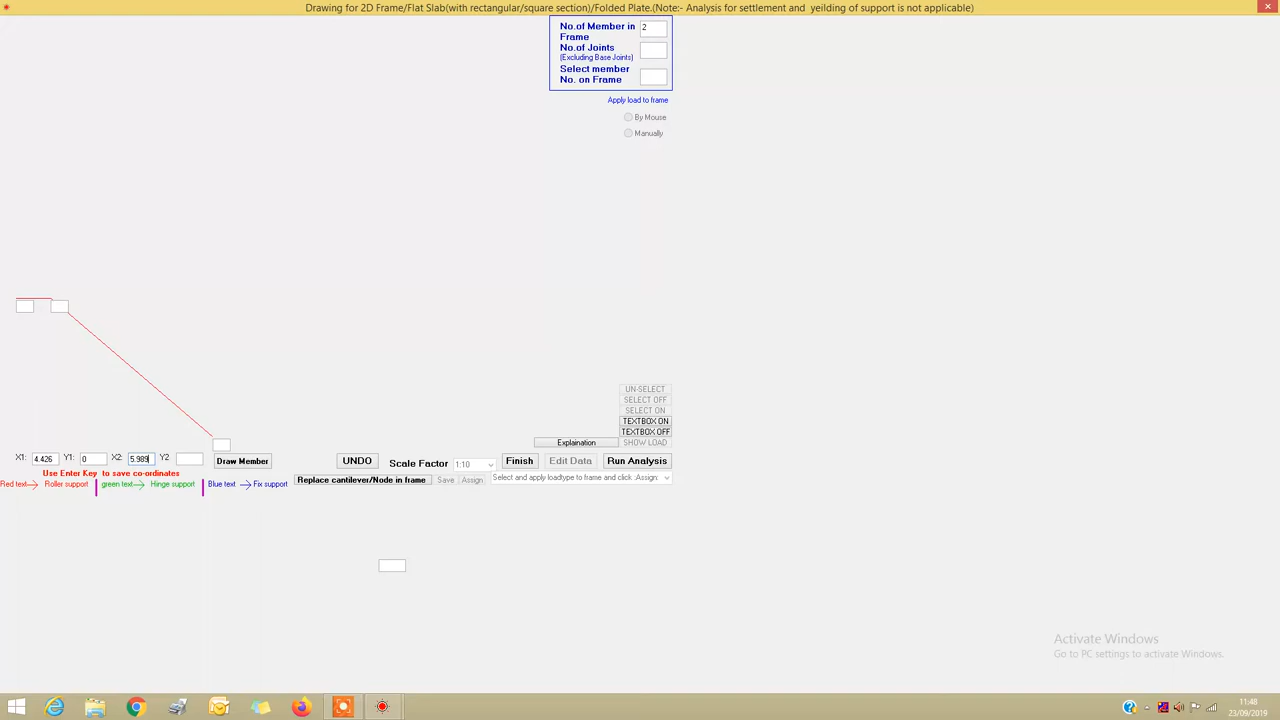 Drawing for 2D Frame/Flat Slab(with rectangular/square section)/Folded Plate.(Note:- Analysis for settlement and yeilding of support is not applicable)
No.of Member in Frame 2
No.of Joints
(Excluding Base Joints)
Select member No. on Frame
Apply load to frame
By Mouse
Manually
UN-SELECT
SELECT OFF
SELECT ON
TEXTBOX ON
TEXTBOX OFF
Explaination SHOW LOAD
X1: 4.426 Y1: 0 X2: 5.989 Y2 Draw Member UNDO Scale Factor 1:10 Finish Edit Data Run Analysis
Use Enter Key to save co-ordinates
Replace cantilever/Node in frame Save Assign Select and apply loadtype to frame and click :Assign:
Red text Roller support green text Hinge support Blue text Fix support
Activate Windows
Go to PC settings to activate Windows.
11:48
23/09/2019